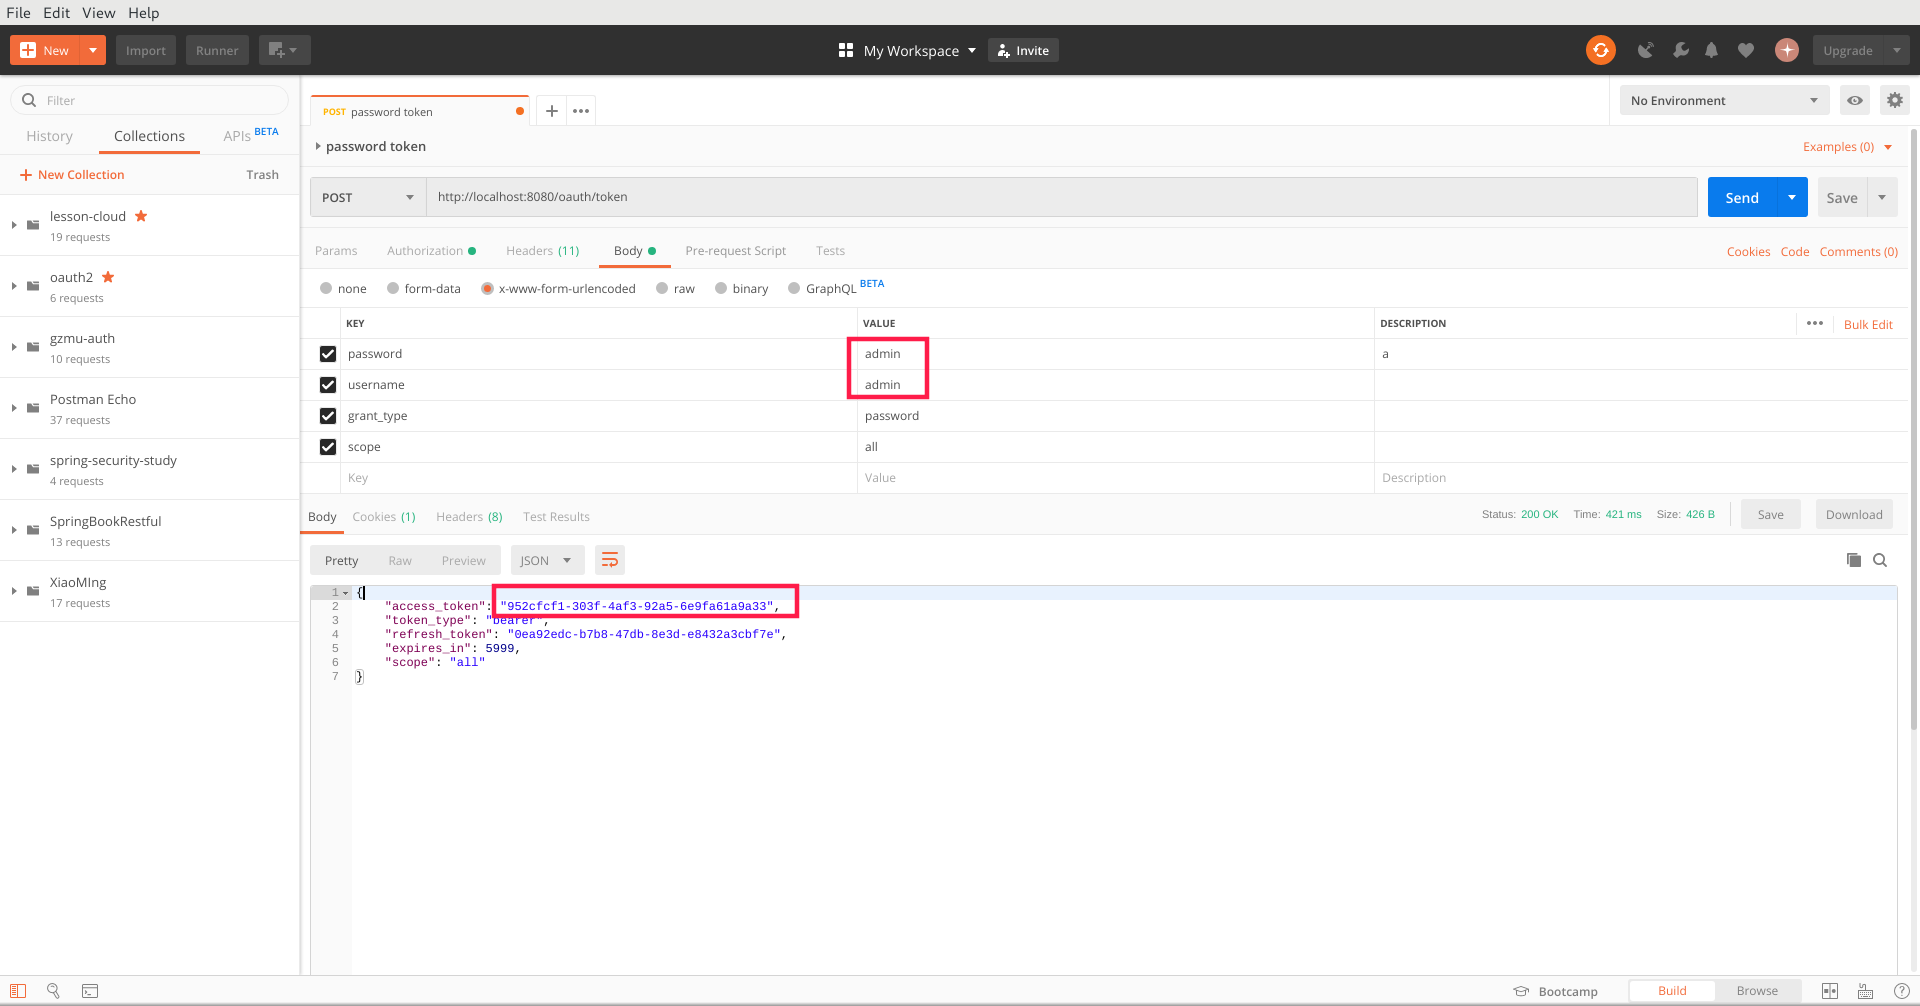 File Edit View Help
New Import Runner My Workspace Invite Upgrade
Filter
History Collections APIs BETA
New Collection Trash
lesson-cloud
19 requests
oauth2
6 requests
gzmu-auth
10 requests
Postman Echo
37 requests
spring-security-study
4 requests
SpringBookRestful
13 requests
XiaoMIng
17 requests
POST password token
No Environment
password token Examples (0)
POST http://localhost:8080/oauth/token Send Save
Params Authorization Headers (11) Body Pre-request Script Tests Cookies Code Comments (0)
none form-data x-www-form-urlencoded raw binary GraphQL BETA
KEY VALUE DESCRIPTION Bulk Edit
password admin a
username admin
grant_type password
scope all
Key Value Description
Body Cookies (1) Headers (8) Test Results Status: 200 OK Time: 421 ms Size: 426 B Save Download
Pretty Raw Preview JSON
1 {
2 "access_token": "952cfcf1-303f-4af3-92a5-6e9fa61a9a33",
3 "token_type": "bearer",
4 "refresh_token": "0ea92edc-b7b8-47db-8e3d-e8432a3cbf7e",
5 "expires_in": 5999,
6 "scope": "all"
7 }
Bootcamp Build Browse